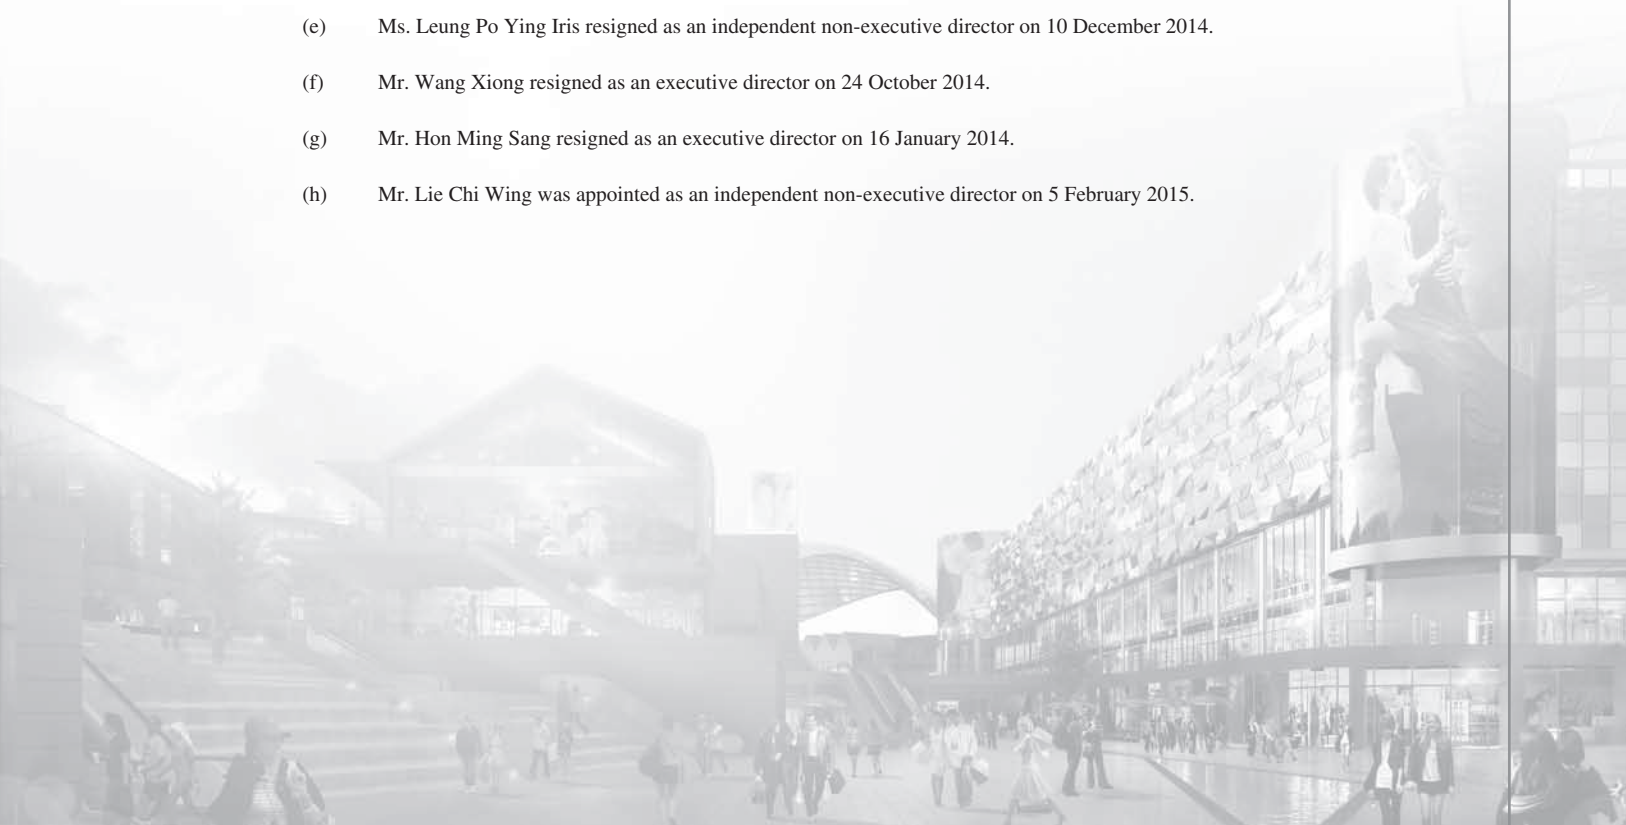 (e) Ms. Leung Po Ying Iris resigned as an independent non-executive director on 10 December 2014.
(f) Mr. Wang Xiong resigned as an executive director on 24 October 2014.
(g) Mr. Hon Ming Sang resigned as an executive director on 16 January 2014.
(h) Mr. Lie Chi Wing was appointed as an independent non-executive director on 5 February 2015.